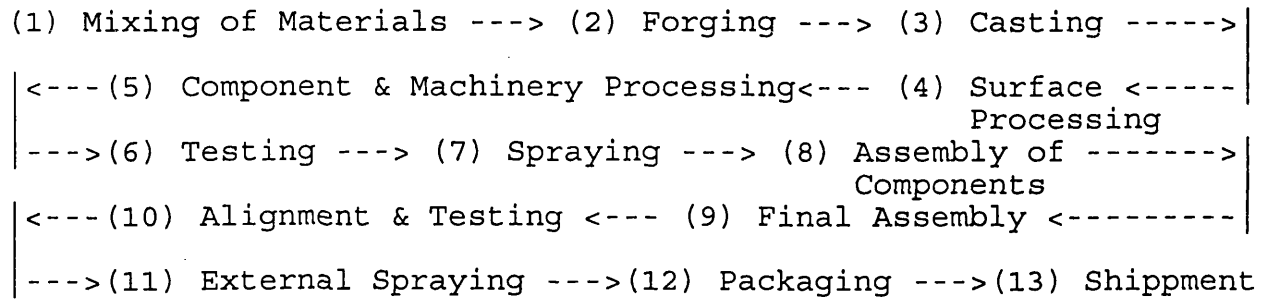 (1) Mixing of Materials ---> (2) Forging ---> (3) Casting ----->|
|<---(5) Component & Machinery Processing<--- (4) Surface <-----|
Processing
|--->(6) Testing ---> (7) Spraying ---> (8) Assembly of ------->|
Components
|<---(10) Alignment & Testing <--- (9) Final Assembly <---------|
|--->(11) External Spraying --->(12) Packaging --->(13) Shippment